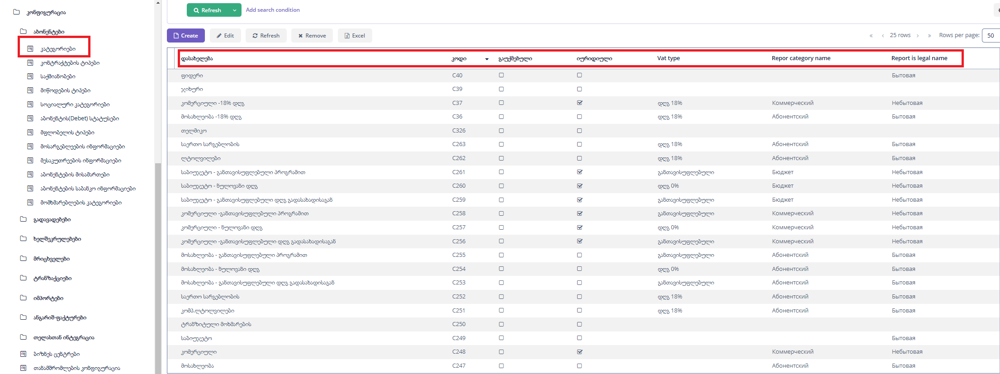 კონფიგურაცია
აბონენტები
კატეგორიები
კონტრაქტების ტიპები
საქმიანობები
მიწოდების ტიპები
სოციალური კატეგორიები
აბონენტის(Debet) სტატუსები
მფლობელის ტიპები
მოსარგებლეების ინფორმაციები
მესაკუთრეების ინფორმაციები
აბონენტების მისამართები
აბონენტების საბანკო ინფორმაციები
მომხმარებლების კატეგორიები
გადავადებები
ხელშეკრულებები
მრიცხველები
ტრანზაქციები
იმპორტები
ანგარიშ-ფაქტურები
თელასთან ინტეგრაცია
ბიზნეს ცენტრები
თანამშრომლების კონფიგურაცია
Refresh Add search condition
Create Edit Refresh Remove Excel « ‹ 25 rows › » Rows per page: 50
დასახელება კოდი გაუქმებული იურიდიული Vat type Repor category name Report is legal name
ფიდერი C40 Бытовая
ჯიხური C39
კომერციული -18% დღგ C37 დღგ 18% Коммерческий Небытовая
მოსახლეობა -18% დღგ C36 დღგ 18% Абонентский Бытовая
თელმიკო C326
საერთო სარგებლობის C263 დღგ 18% Абонентский Бытовая
ლტოლვილები C262 დღგ 18% Абонентский Бытовая
საბიუჯეტო - განთავისუფლებული პროგრამით C261 განთავისუფლებული Бюджет Небытовая
საბიუჯეტო - ნულოვანი დღგ C260 დღგ 0% Бюджет Небытовая
საბიუჯეტო - განთავისუფლებული დღგ გადასახადისაგან C259 განთავისუფლებული Бюджет Небытовая
კომერციული -განთავისუფლებული პროგრამით C258 განთავისუფლებული Коммерческий Небытовая
კომერციული - ნულოვანი დღგ C257 დღგ 0% Коммерческий Небытовая
კომერციული -განთავისუფლებული დღგ გადასახადისაგან C256 განთავისუფლებული Коммерческий Небытовая
მოსახლეობა - განთავისუფლებული პროგრამით C255 განთავისუფლებული Абонентский Бытовая
მოსახლეობა - ნულოვანი დღგ C254 დღგ 0% Абонентский Бытовая
მოსახლეობა - განთავისუფლებული დღგ გადასახადისაგან C253 განთავისუფლებული Абонентский Бытовая
საერთო სარგებლობის C252 დღგ 18% Абонентский Бытовая
კომპ.ლტოლვილები C251 დღგ 18% Абонентский Бытовая
ტრანზიტული მოხმარების C250
საბიუჯეტო C249 Бытовая
კომერციული C248 Коммерческий Небытовая
მოსახლეობა C247 Абонентский Бытовая